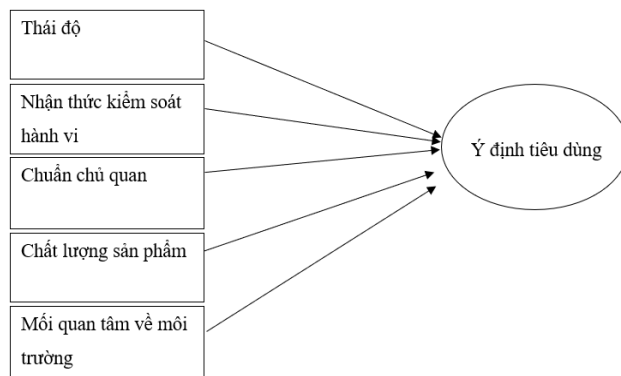 Thái độ
Nhận thức kiểm soát
hành vi
Chuẩn chủ quan
Chất lượng sản phẩm
Mối quan tâm về môi
trường
Ý định tiêu dùng